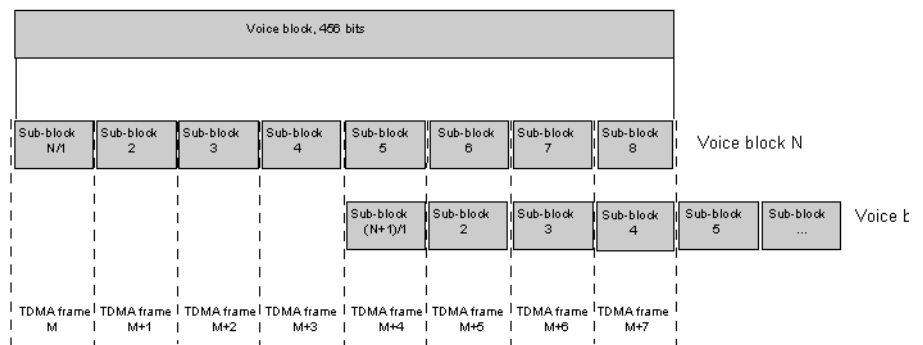 Voice block, 456 bits
Sub-block N/1
Sub-block 2
Sub-block 3
Sub-block 4
Sub-block 5
Sub-block 6
Sub-block 7
Sub-block 8
Voice block N
Sub-block (N+1)/1
Sub-block 2
Sub-block 3
Sub-block 4
Sub-block 5
Sub-block ...
Voice b
TDMA frame M
TDMA frame M+1
TDMA frame M+2
TDMA frame M+3
TDMA frame M+4
TDMA frame M+5
TDMA frame M+6
TDMA frame M+7